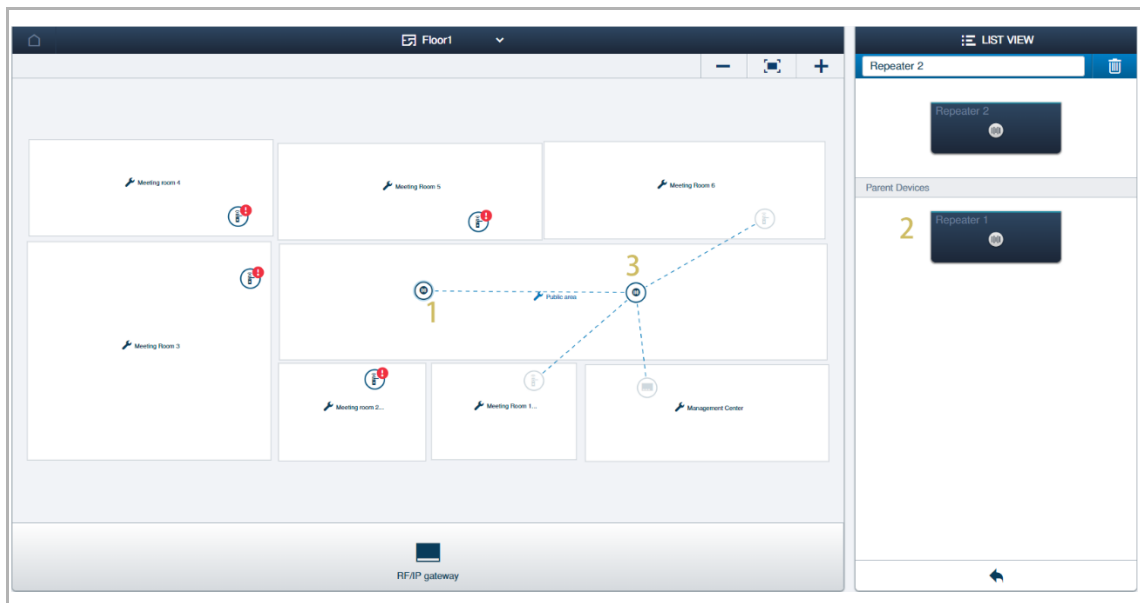 Floor1
LIST VIEW
Repeater 2
Repeater 2
Meeting room 4
Meeting Room 5
Meeting Room 6
Parent Devices
2
Repeater 1
3
1
Public area
Meeting Room 3
Meeting room 2...
Meeting Room 1...
Management Center
RF/IP gateway